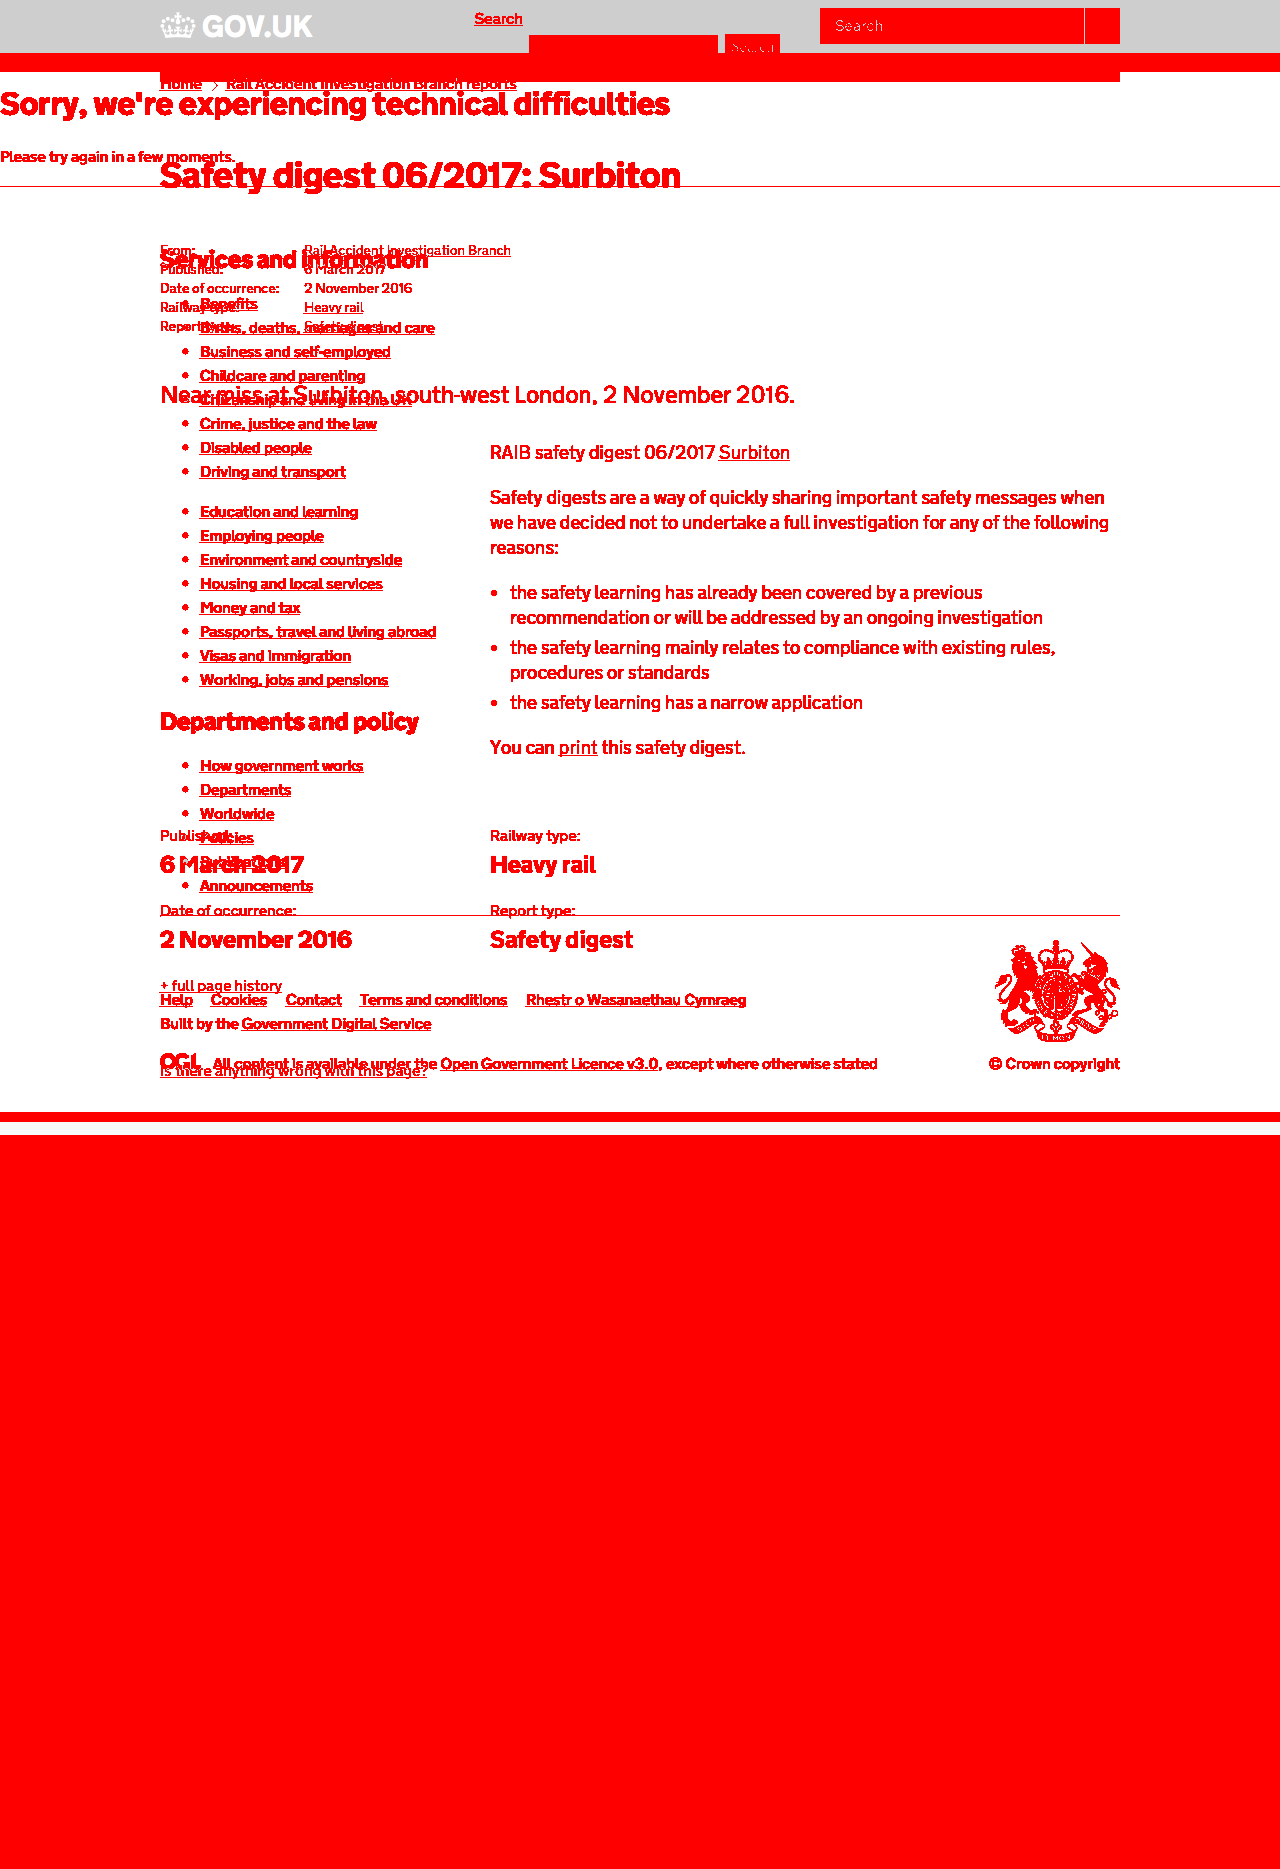 GOV.UK
Search
Search
Search
Home > Rail Accident Investigation Branch reports
Sorry, we're experiencing technical difficulties
Please try again in a few moments.
Safety digest 06/2017: Surbiton
From: Rail Accident Investigation Branch
Services and information
Published: 6 March 2017
Date of occurrence: 2 November 2016
• Benefits
Railway type: Heavy rail
Report type: Safety digest
• Births, deaths, marriages and care
• Business and self-employed
• Childcare and parenting
Near miss at Surbiton, south-west London, 2 November 2016.
• Citizenship and living in the UK
• Crime, justice and the law
• Disabled people
• Driving and transport
RAIB safety digest 06/2017 Surbiton
Safety digests are a way of quickly sharing important safety messages when
we have decided not to undertake a full investigation for any of the following
reasons:
• Education and learning
• Employing people
• Environment and countryside
• Housing and local services
• Money and tax
• Passports, travel and living abroad
• Visas and immigration
• Working, jobs and pensions
• the safety learning has already been covered by a previous
recommendation or will be addressed by an ongoing investigation
• the safety learning mainly relates to compliance with existing rules,
procedures or standards
• the safety learning has a narrow application
You can print this safety digest.
Departments and policy
• How government works
• Departments
• Worldwide
• Policies
• Publications
• Announcements
Published:
6 March 2017
Railway type:
Heavy rail
Date of occurrence:
2 November 2016
Report type:
Safety digest
+ full page history
Help Cookies Contact Terms and conditions Rhestr o Wasanaethau Cymraeg
Built by the Government Digital Service
OGL All content is available under the Open Government Licence v3.0, except where otherwise stated
© Crown copyright
Is there anything wrong with this page?